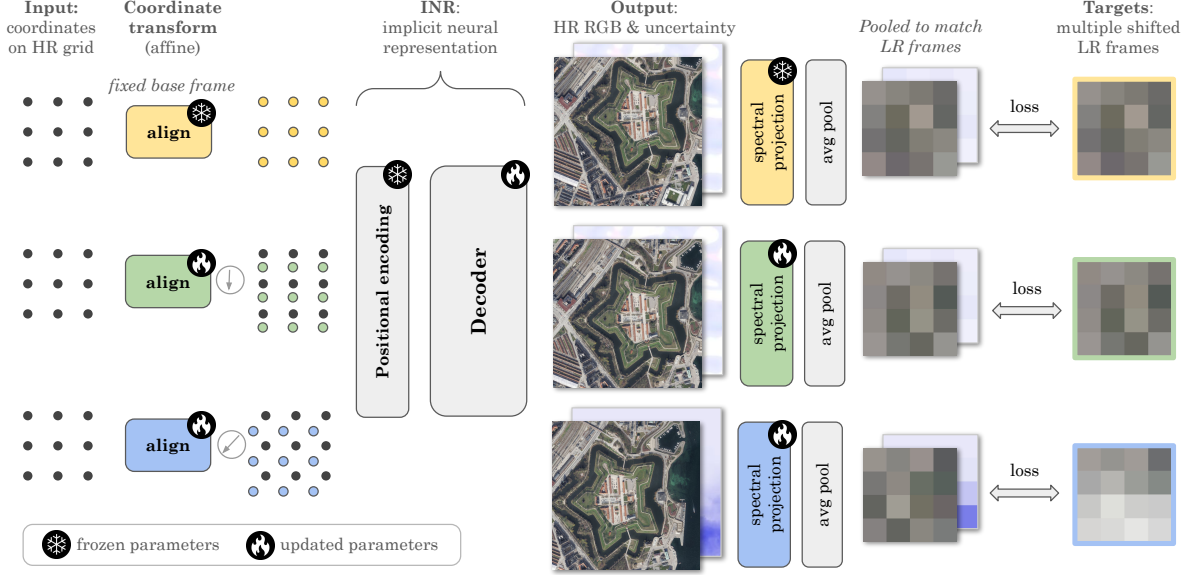 Input:
coordinates
on HR grid
Coordinate
transform
(affine)
INR:
implicit neural
representation
Output:
HR RGB & uncertainty
Pooled to match
LR frames
Targets:
multiple shifted
LR frames
fixed base frame
align
align
align
Positional encoding
Decoder
spectral
projection
avg pool
loss
spectral
projection
avg pool
loss
spectral
projection
avg pool
loss
frozen parameters
updated parameters